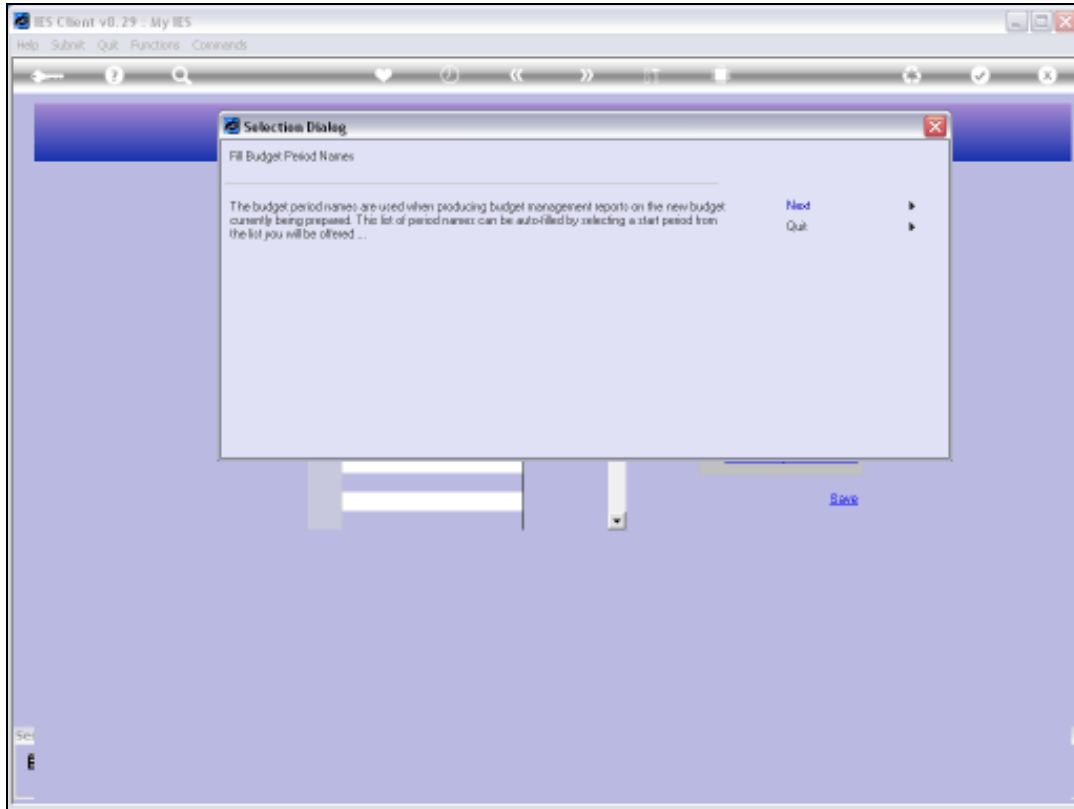 IES Client v8.29 : My IES
Help Submit Quit Functions Commands
Selection Dialog
Fill Budget Period Names
The budget period names are used when producing budget management reports on the new budget
currently being prepared. This list of period names can be auto-filled by selecting a start period from
the list you will be offered ...
Next
Quit
Save
Ser